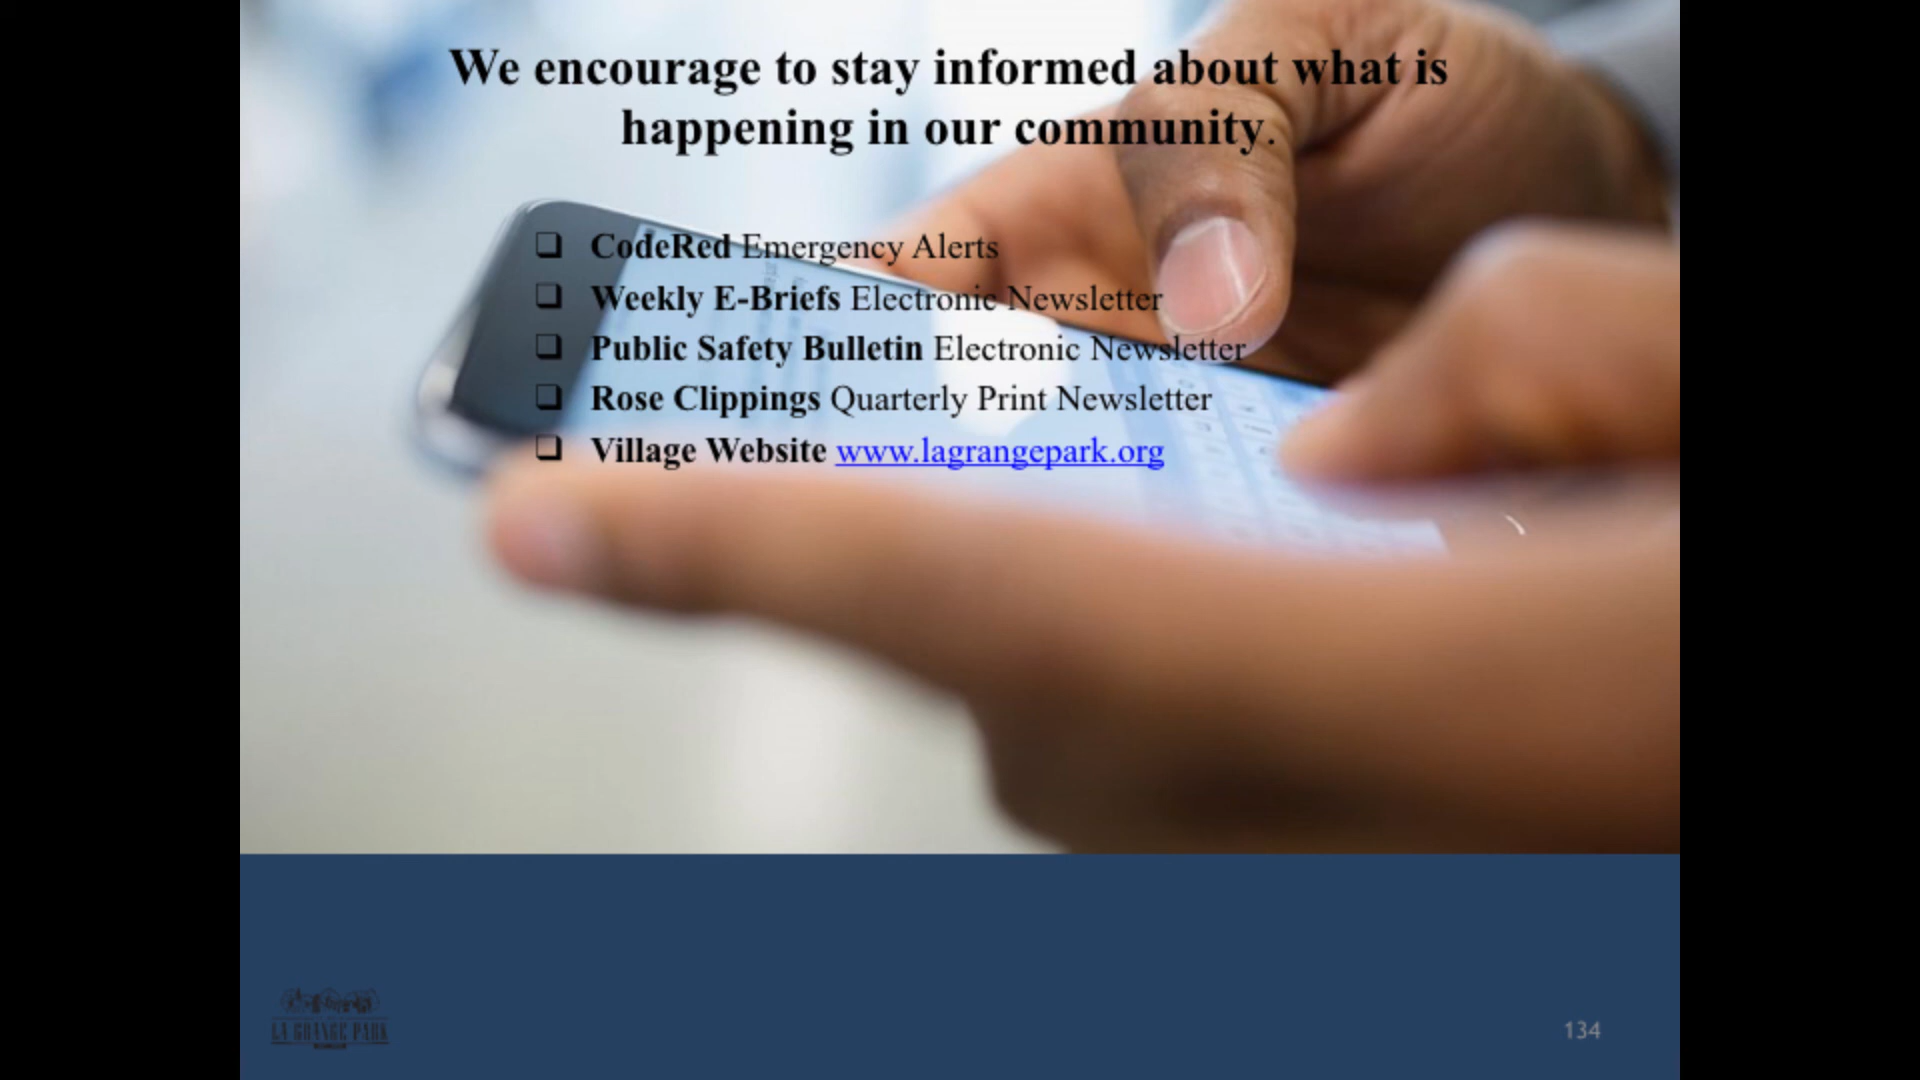 We encourage to stay informed about what is
happening in our community.
❑ CodeRed Emergency Alerts
❑ Weekly E-Briefs Electronic Newsletter
❑ Public Safety Bulletin Electronic Newsletter
❑ Rose Clippings Quarterly Print Newsletter
❑ Village Website www.lagrangepark.org
LA GRANGE PARK
134